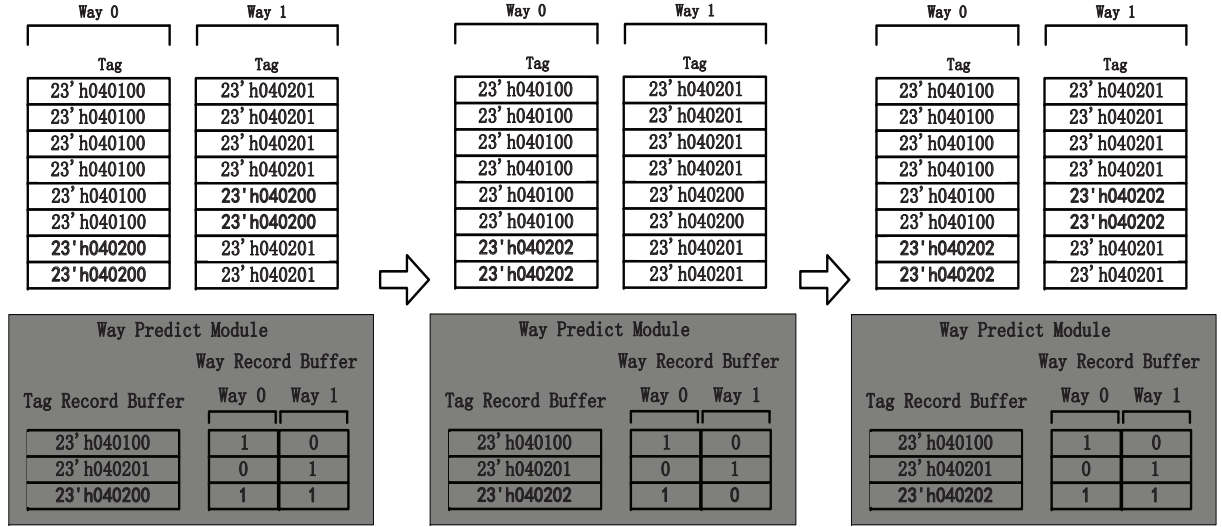 Way 0 Way 1 Way 0 Way 1 Way 0 Way 1
Tag Tag Tag Tag Tag Tag
23'h040100 23'h040201 23'h040100 23'h040201 23'h040100 23'h040201
23'h040100 23'h040201 23'h040100 23'h040201 23'h040100 23'h040201
23'h040100 23'h040201 23'h040100 23'h040201 23'h040100 23'h040201
23'h040100 23'h040201 23'h040100 23'h040201 23'h040100 23'h040201
23'h040100 23'h040200 23'h040100 23'h040200 23'h040100 23'h040202
23'h040100 23'h040200 23'h040100 23'h040200 23'h040100 23'h040202
23'h040200 23'h040201 23'h040202 23'h040201 23'h040202 23'h040201
23'h040200 23'h040201 23'h040202 23'h040201 23'h040202 23'h040201
Way Predict Module Way Predict Module Way Predict Module
Way Record Buffer Way Record Buffer Way Record Buffer
Tag Record Buffer Way 0 Way 1 Tag Record Buffer Way 0 Way 1 Tag Record Buffer Way 0 Way 1
23'h040100 1 0 23'h040100 1 0 23'h040100 1 0
23'h040201 0 1 23'h040201 0 1 23'h040201 0 1
23'h040200 1 1 23'h040202 1 0 23'h040202 1 1